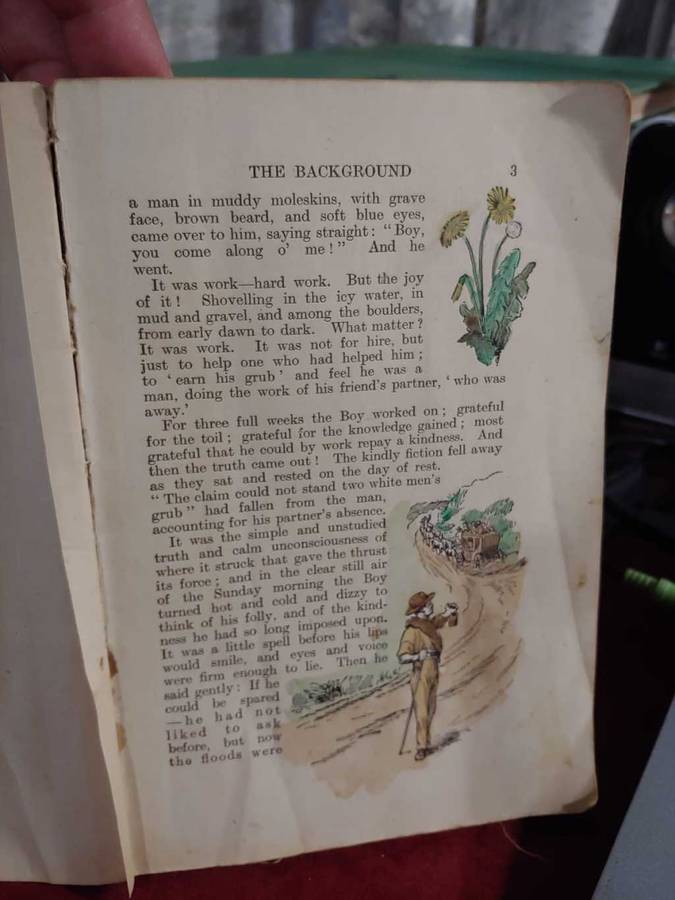 THE BACKGROUND 3
a man in muddy moleskins, with grave
face, brown beard, and soft blue eyes,
came over to him, saying straight: "Boy,
you come along o' me!" And he
went.
It was work—hard work. But the joy
of it! Shovelling in the icy water, in
mud and gravel, and among the boulders,
from early dawn to dark. What matter?
It was work. It was not for hire, but
just to help one who had helped him;
to 'earn his grub' and feel he was a
man, doing the work of his friend's partner, 'who was
away.'
For three full weeks the Boy worked on; grateful
for the toil; grateful for the knowledge gained; most
grateful that he could by work repay a kindness. And
then the truth came out! The kindly fiction fell away
as they sat and rested on the day of rest.
"The claim could not stand two white men's
grub" had fallen from the man,
accounting for his partner's absence.
It was the simple and unstudied
truth and calm unconsciousness of
where it struck that gave the thrust
its force; and in the clear still air
of the Sunday morning the Boy
turned hot and cold and dizzy to
think of his folly, and of the kind-
ness he had so long imposed upon.
It was a little spell before his lips
would smile, and eyes and voice
were firm enough to lie. Then he
said gently: If he
could be spared
—he had not
liked to ask
before, but now
the floods were